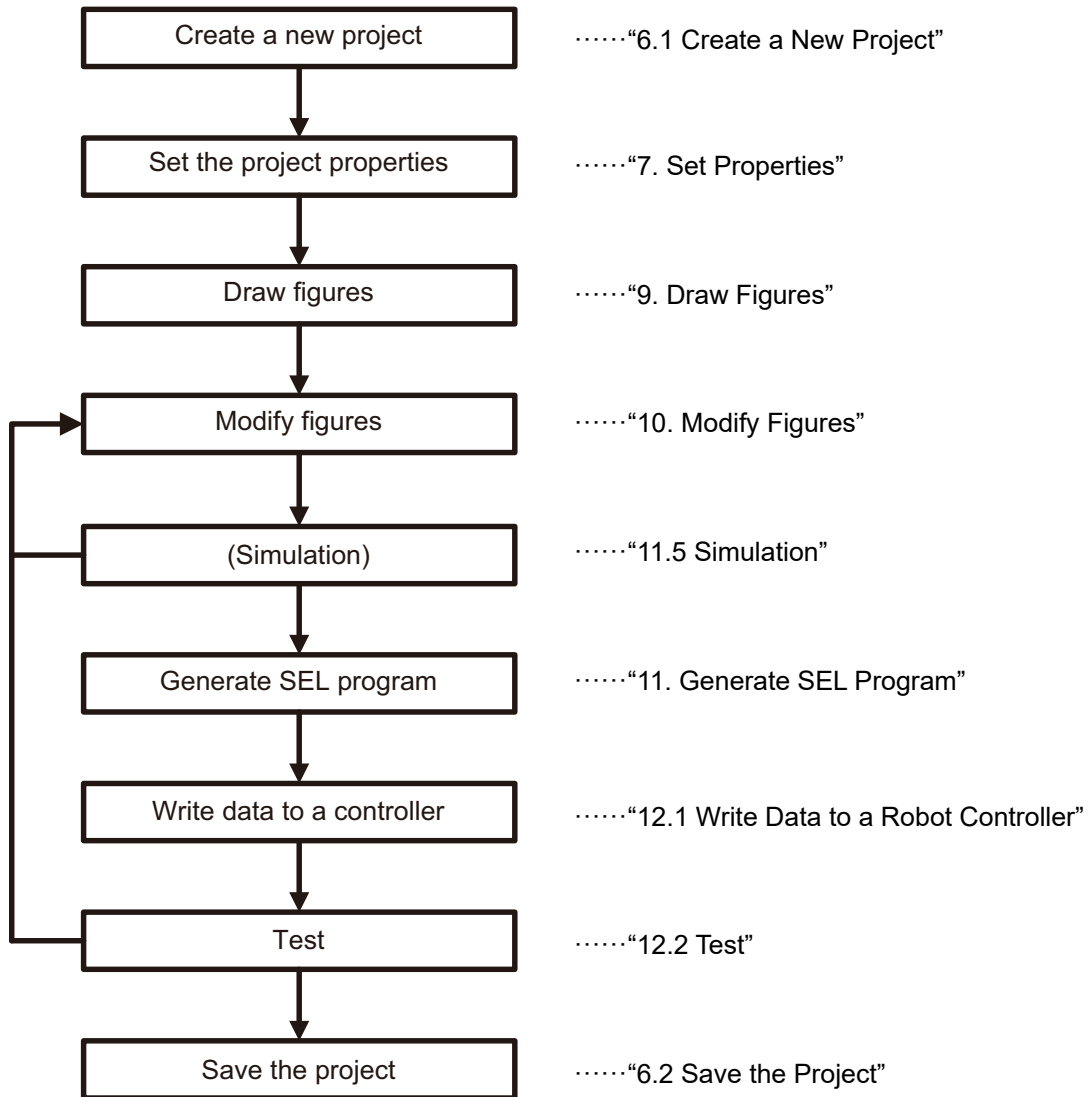 Create a new project ⋯⋯“6.1 Create a New Project”
Set the project properties ⋯⋯“7. Set Properties”
Draw figures ⋯⋯“9. Draw Figures”
Modify figures ⋯⋯“10. Modify Figures”
(Simulation) ⋯⋯“11.5 Simulation”
Generate SEL program ⋯⋯“11. Generate SEL Program”
Write data to a controller ⋯⋯“12.1 Write Data to a Robot Controller”
Test ⋯⋯“12.2 Test”
Save the project ⋯⋯“6.2 Save the Project”